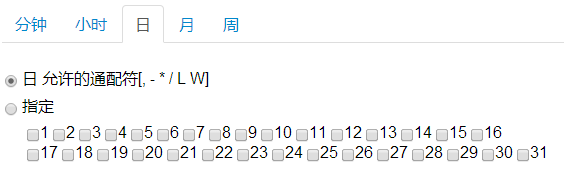 分钟 小时 日 月 周
日 允许的通配符[, - * / L W]
指定
1 2 3 4 5 6 7 8 9 10 11 12 13 14 15 16
17 18 19 20 21 22 23 24 25 26 27 28 29 30 31